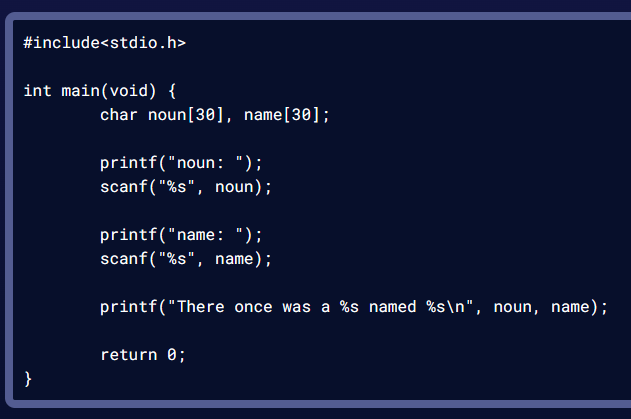 #include<stdio.h>
int main(void) {
char noun[30], name[30];
printf("noun: ");
scanf("%s", noun);
printf("name: ");
scanf("%s", name);
printf("There once was a %s named %s\n", noun, name);
return 0;
}